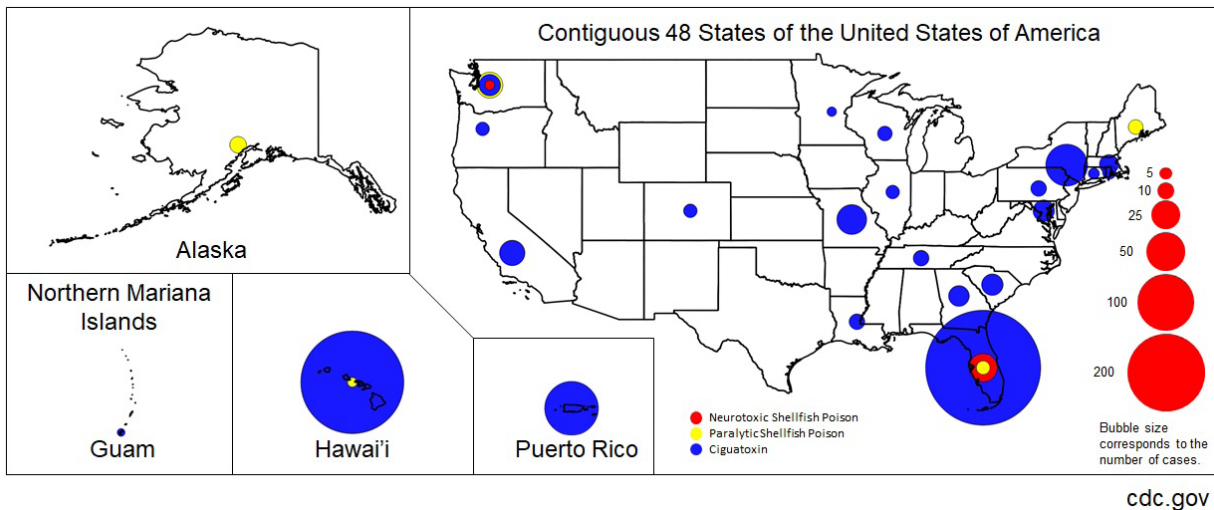 Contiguous 48 States of the United States of America
Alaska
Northern Mariana
Islands
Guam
Hawai'i
Puerto Rico
5
10
25
50
100
200
Neurotoxic Shellfish Poison
Paralytic Shellfish Poison
Ciguatoxin
Bubble size
corresponds to the
number of cases.
cdc.gov